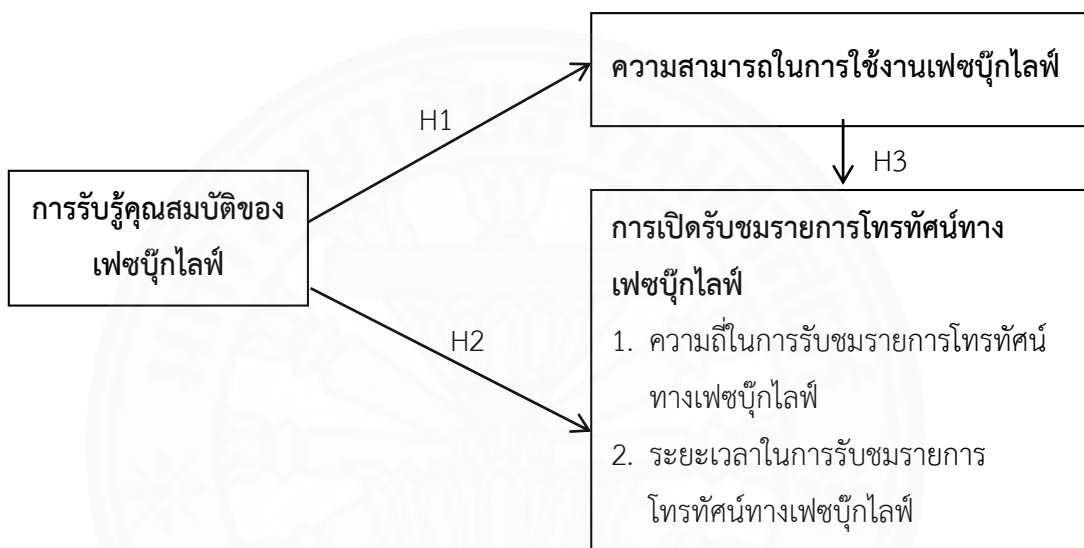 ความสามารถในการใช้งานเฟซบุ๊กไลฟ์
H1
H3
การรับรู้คุณสมบัติของ
เฟซบุ๊กไลฟ์
การเปิดรับชมรายการโทรทัศน์ทาง
เฟซบุ๊กไลฟ์
H2
1. ความถี่ในการรับชมรายการโทรทัศน์
ทางเฟซบุ๊กไลฟ์
2. ระยะเวลาในการรับชมรายการ
โทรทัศน์ทางเฟซบุ๊กไลฟ์